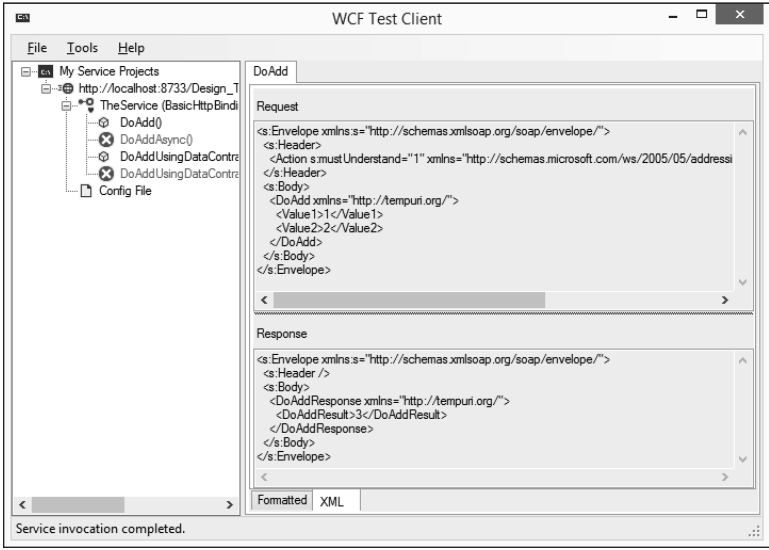 C:\
WCF Test Client
File Tools Help
My Service Projects
http://localhost:8733/Design_T
TheService (BasicHttpBindi
DoAdd()
DoAddAsync()
DoAddUsingDataContra
DoAddUsingDataContra
Config File
DoAdd
Request
<s:Envelope xmlns:s="http://schemas.xmlsoap.org/soap/envelope/">
<s:Header>
<Action s:mustUnderstand="1" xmlns="http://schemas.microsoft.com/ws/2005/05/addressi
</s:Header>
<s:Body>
<DoAdd xmlns="http://tempuri.org/">
<Value1>1</Value1>
<Value2>2</Value2>
</DoAdd>
</s:Body>
</s:Envelope>
Response
<s:Envelope xmlns:s="http://schemas.xmlsoap.org/soap/envelope/">
<s:Header />
<s:Body>
<DoAddResponse xmlns="http://tempuri.org/">
<DoAddResult>3</DoAddResult>
</DoAddResponse>
</s:Body>
</s:Envelope>
Formatted XML
Service invocation completed.